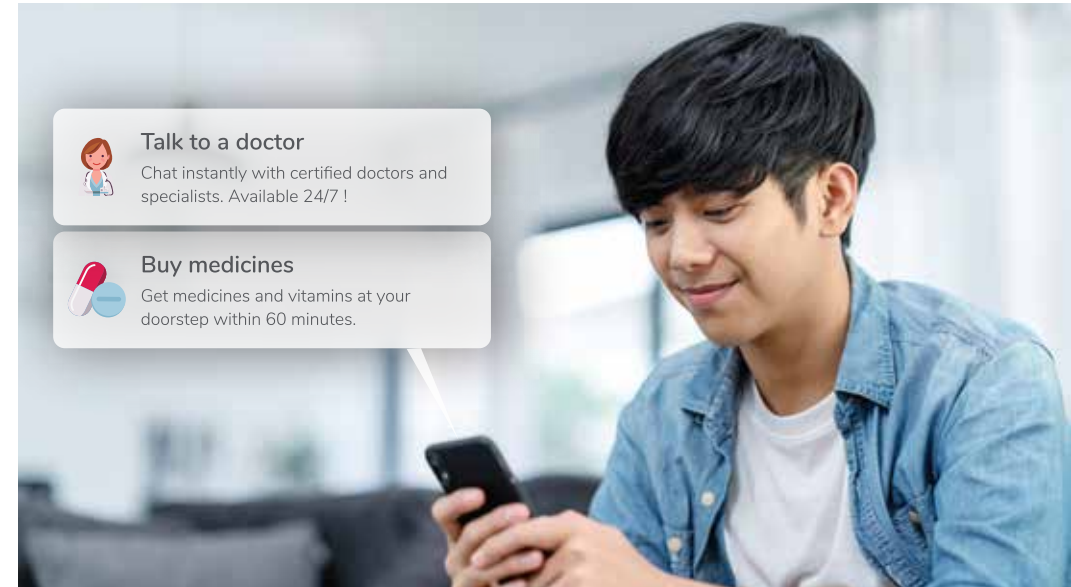 Talk to a doctor
Chat instantly with certified doctors and
specialists. Available 24/7 !
Buy medicines
Get medicines and vitamins at your
doorstep within 60 minutes.